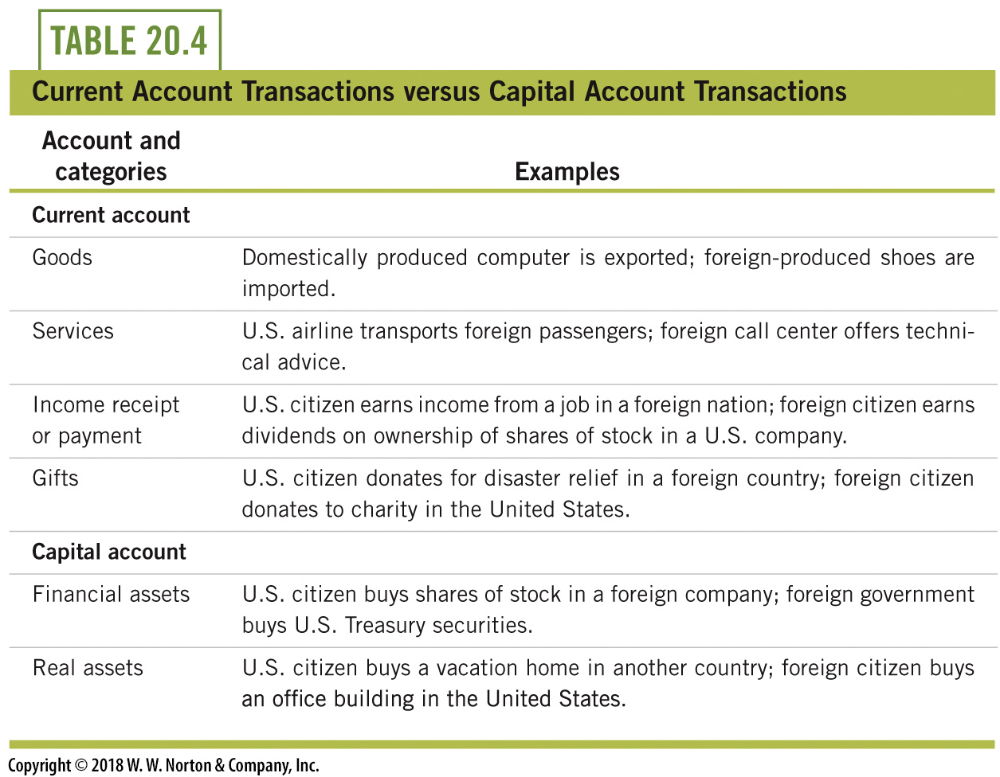 TABLE 20.4
Current Account Transactions versus Capital Account Transactions
Account and
categories
Examples
Current account
Goods
Domestically produced computer is exported; foreign-produced shoes are
imported.
Services
U.S. airline transports foreign passengers; foreign call center offers techni-
cal advice.
Income receipt
or payment
U.S. citizen earns income from a job in a foreign nation; foreign citizen earns
dividends on ownership of shares of stock in a U.S. company.
Gifts
U.S. citizen donates for disaster relief in a foreign country; foreign citizen
donates to charity in the United States.
Capital account
Financial assets
U.S. citizen buys shares of stock in a foreign company; foreign government
buys U.S. Treasury securities.
Real assets
U.S. citizen buys a vacation home in another country; foreign citizen buys
an office building in the United States.
Copyright © 2018 W. W. Norton & Company, Inc.